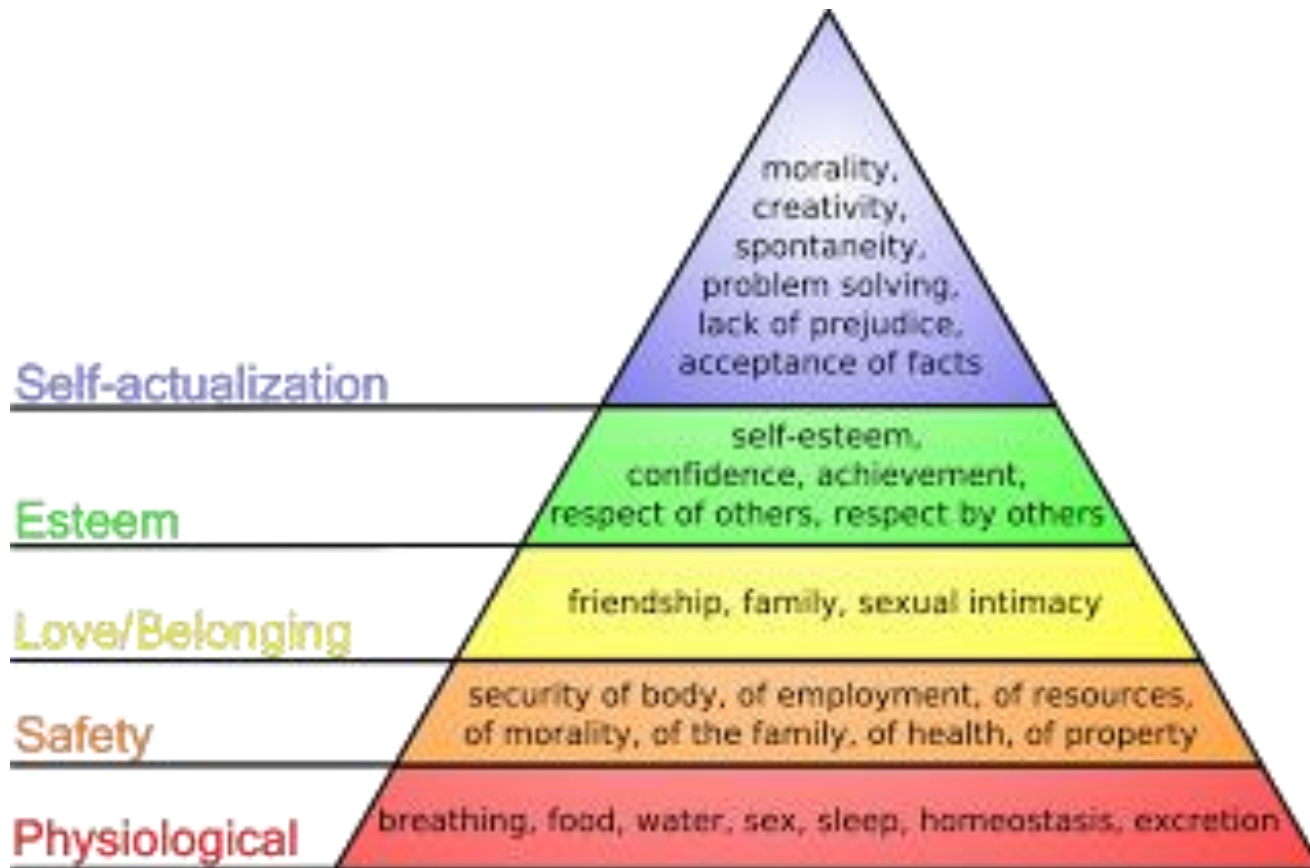 morality,
creativity,
spontaneity,
problem solving,
lack of prejudice,
acceptance of facts
Self-actualization
self-esteem,
confidence, achievement,
respect of others, respect by others
Esteem
friendship, family, sexual intimacy
Love/Belonging
security of body, of employment, of resources,
of morality, of the family, of health, of property
Safety
breathing, food, water, sex, sleep, homeostasis, excretion
Physiological